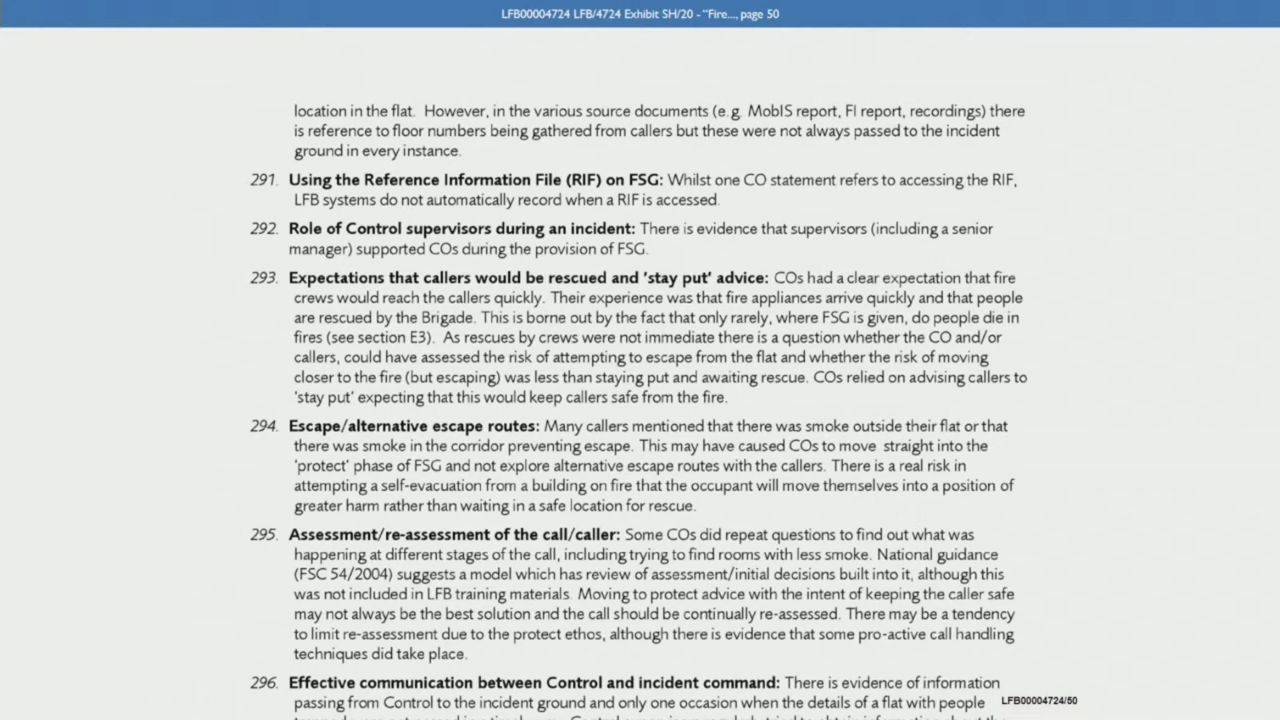 LFB00004724 LFB/4724 Exhibit SH/20 - "Fire..., page 50
location in the flat. However, in the various source documents (e.g. MobIS report, FI report, recordings) there
is reference to floor numbers being gathered from callers but these were not always passed to the incident
ground in every instance.
291. Using the Reference Information File (RIF) on FSG: Whilst one CO statement refers to accessing the RIF,
LFB systems do not automatically record when a RIF is accessed.
292. Role of Control supervisors during an incident: There is evidence that supervisors (including a senior
manager) supported COs during the provision of FSG.
293. Expectations that callers would be rescued and 'stay put' advice: COs had a clear expectation that fire
crews would reach the callers quickly. Their experience was that fire appliances arrive quickly and that people
are rescued by the Brigade. This is borne out by the fact that only rarely, where FSG is given, do people die in
fires (see section E3). As rescues by crews were not immediate there is a question whether the CO and/or
callers, could have assessed the risk of attempting to escape from the flat and whether the risk of moving
closer to the fire (but escaping) was less than staying put and awaiting rescue. COs relied on advising callers to
'stay put' expecting that this would keep callers safe from the fire.
294. Escape/alternative escape routes: Many callers mentioned that there was smoke outside their flat or that
there was smoke in the corridor preventing escape. This may have caused COs to move straight into the
'protect' phase of FSG and not explore alternative escape routes with the callers. There is a real risk in
attempting a self-evacuation from a building on fire that the occupant will move themselves into a position of
greater harm rather than waiting in a safe location for rescue.
295. Assessment/re-assessment of the call/caller: Some COs did repeat questions to find out what was
happening at different stages of the call, including trying to find rooms with less smoke. National guidance
(FSC 54/2004) suggests a model which has review of assessment/initial decisions built into it, although this
was not included in LFB training materials. Moving to protect advice with the intent of keeping the caller safe
may not always be the best solution and the call should be continually re-assessed. There may be a tendency
to limit re-assessment due to the protect ethos, although there is evidence that some pro-active call handling
techniques did take place.
296. Effective communication between Control and incident command: There is evidence of information
passing from Control to the incident ground and only one occasion when the details of a flat with people
LFB00004724/50